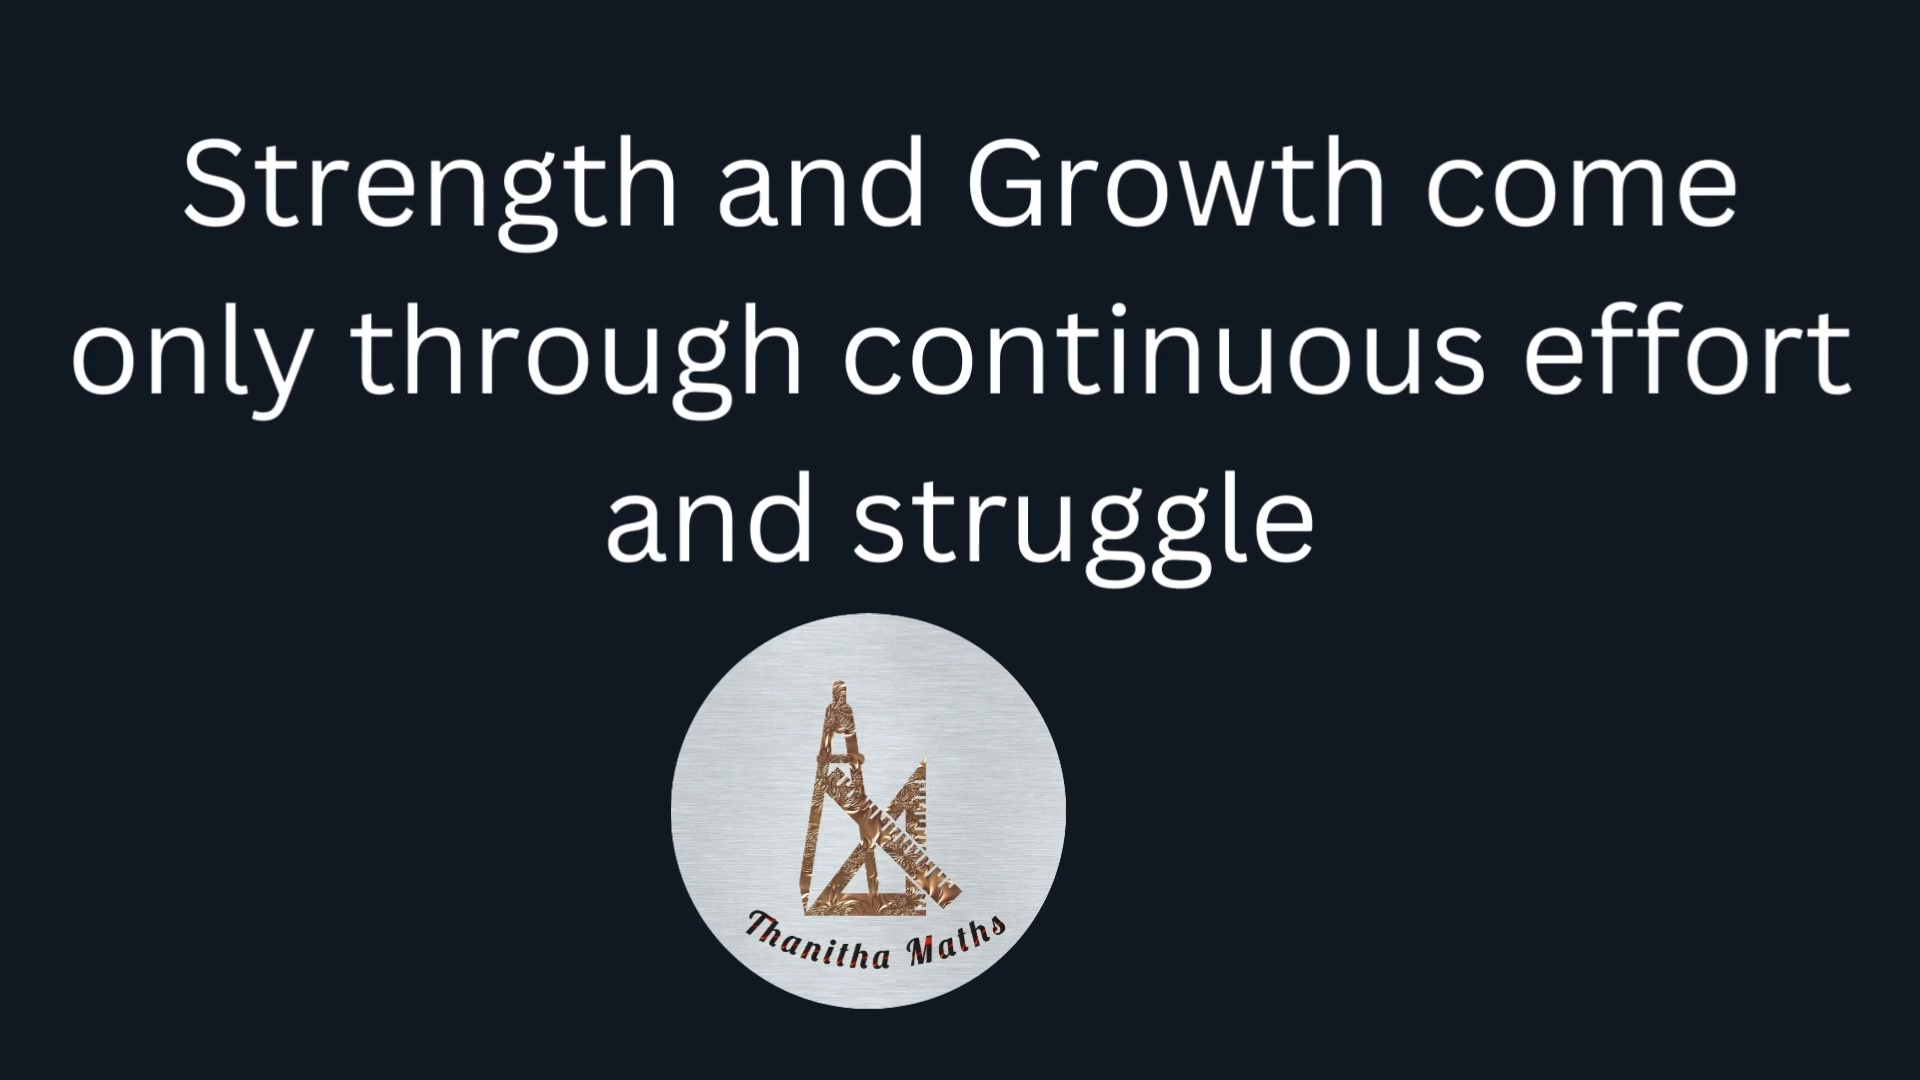 Strength and Growth come
only through continuous effort
and struggle
Thanitha Maths